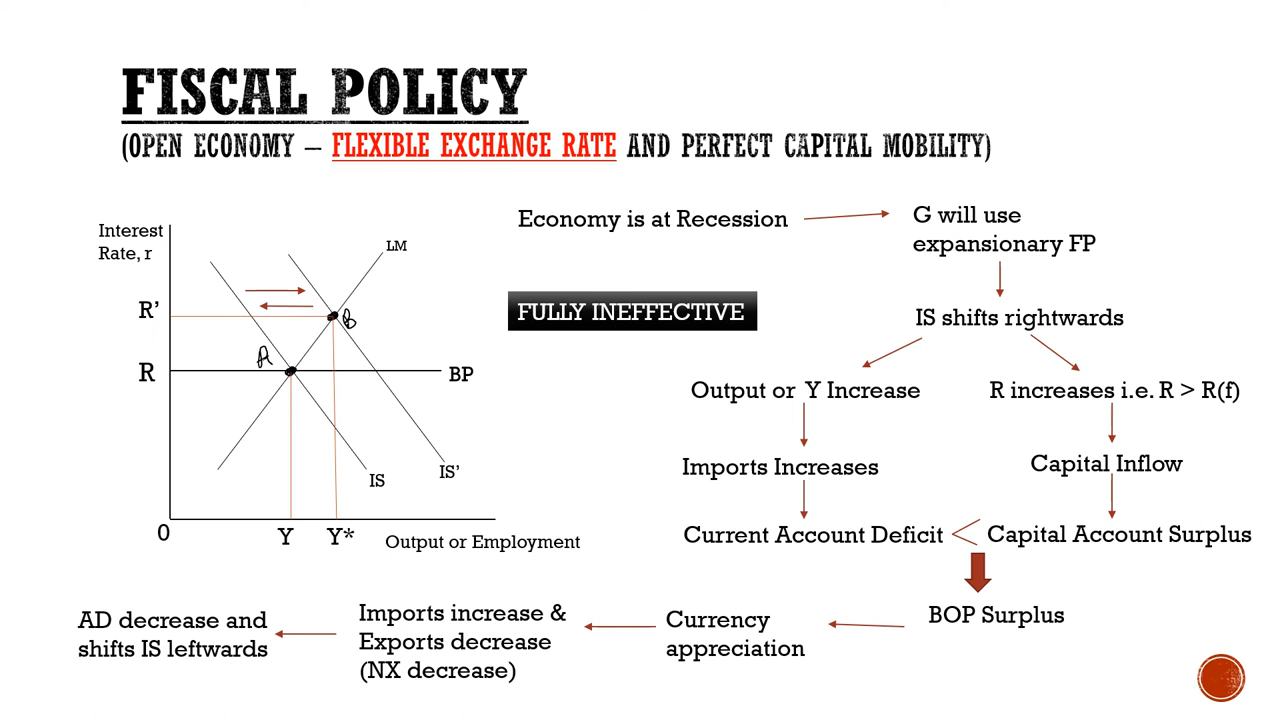 FISCAL POLICY
(OPEN ECONOMY – FLEXIBLE EXCHANGE RATE AND PERFECT CAPITAL MOBILITY)
Interest
Rate, r
LM
R'
B
A
R
BP
IS
IS'
0
Y
Y*
Output or Employment
Economy is at Recession
G will use
expansionary FP
FULLY INEFFECTIVE
IS shifts rightwards
Output or Y Increase
R increases i.e. R > R(f)
Imports Increases
Capital Inflow
Current Account Deficit
<
Capital Account Surplus
BOP Surplus
Currency
appreciation
Imports increase &
Exports decrease
(NX decrease)
AD decrease and
shifts IS leftwards